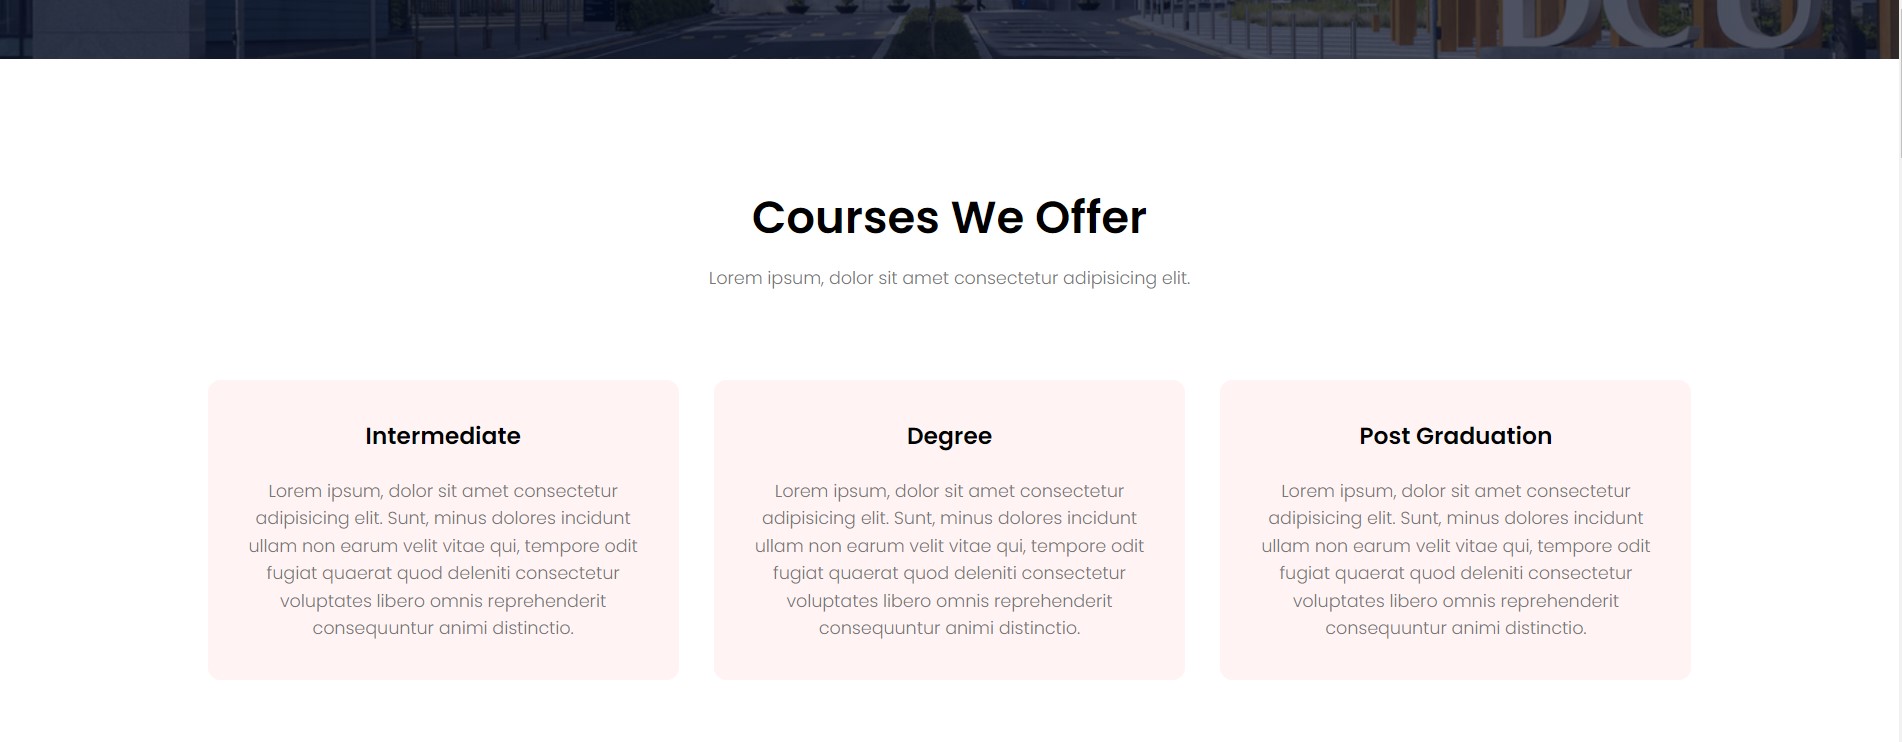 DCU
Courses We Offer
Lorem ipsum, dolor sit amet consectetur adipisicing elit.
Intermediate
Lorem ipsum, dolor sit amet consectetur
adipisicing elit. Sunt, minus dolores incidunt
ullam non earum velit vitae qui, tempore odit
fugiat quaerat quod deleniti consectetur
voluptates libero omnis reprehenderit
consequuntur animi distinctio.
Degree
Lorem ipsum, dolor sit amet consectetur
adipisicing elit. Sunt, minus dolores incidunt
ullam non earum velit vitae qui, tempore odit
fugiat quaerat quod deleniti consectetur
voluptates libero omnis reprehenderit
consequuntur animi distinctio.
Post Graduation
Lorem ipsum, dolor sit amet consectetur
adipisicing elit. Sunt, minus dolores incidunt
ullam non earum velit vitae qui, tempore odit
fugiat quaerat quod deleniti consectetur
voluptates libero omnis reprehenderit
consequuntur animi distinctio.